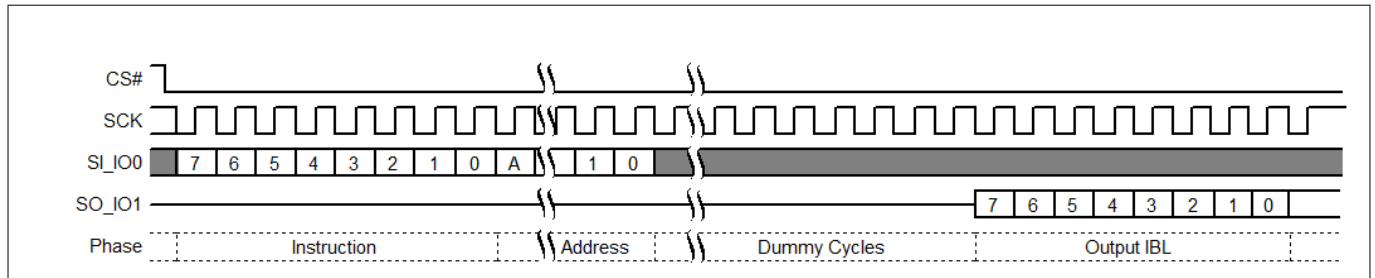 CS#
SCK
SI_IO0 7 6 5 4 3 2 1 0 A 1 0
SO_IO1 7 6 5 4 3 2 1 0
Phase Instruction Address Dummy Cycles Output IBL